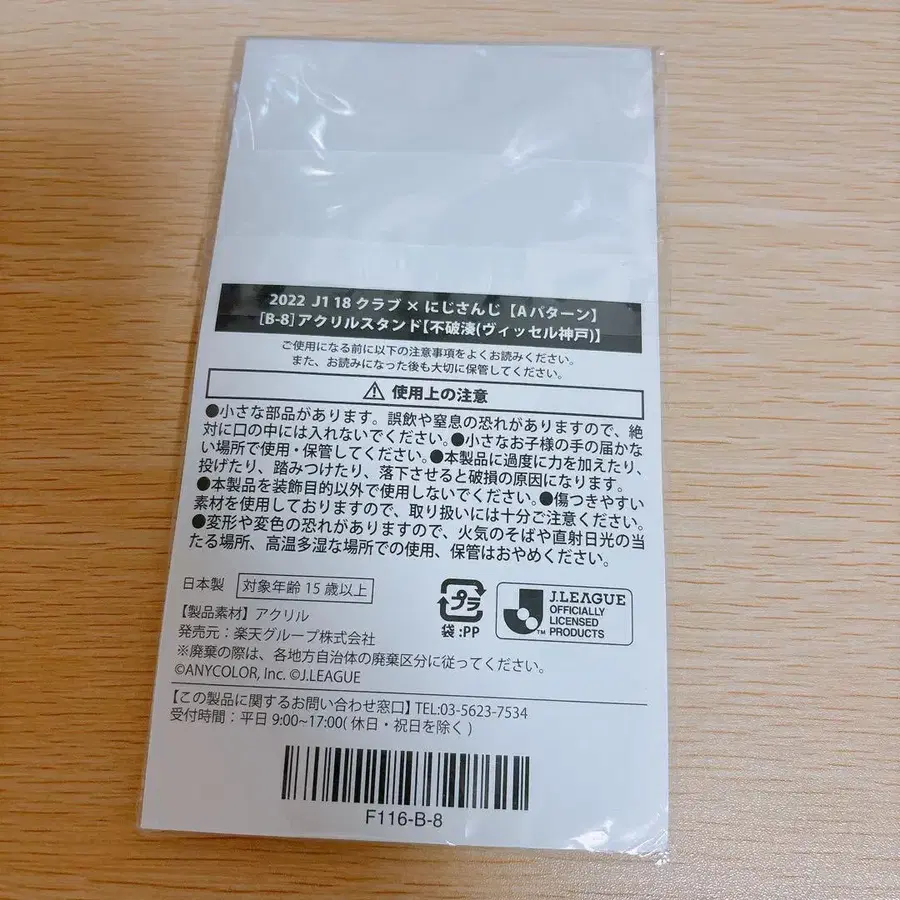 2022 J1 18クラブ × にじさんじ【Aパターン】
[B-8]アクリルスタンド【不破湊(ヴィッセル神戸)】
ご使用になる前に以下の注意事項をよくお読みください。
また、お読みになった後も大切に保管してください。
使用上の注意
●小さな部品があります。誤飲や窒息の恐れがありますので、絶
対に口の中には入れないでください。●小さなお子様の手の届かな
い場所で使用・保管してください。●本製品に過度に力を加えたり、
投げたり、踏みつけたり、落下させると破損の原因になります。
●本製品を装飾目的以外で使用しないでください。●傷つきやすい
素材を使用しておりますので、取り扱いには十分ご注意ください。
●変形や変色の恐れがありますので、火気のそばや直射日光の当
たる場所、高温多湿な場所での使用、保管はおやめください。
日本製 対象年齢 15 歳以上
【製品素材】アクリル
発売元：楽天グループ株式会社
※廃棄の際は、各地方自治体の廃棄区分に従ってください。
©ANYCOLOR, Inc. ©J.LEAGUE
プラ
袋:PP
J.LEAGUE
OFFICIALLY
LICENSED
PRODUCTS
TM
【この製品に関するお問い合わせ窓口】TEL:03-5623-7534
受付時間：平日 9:00~17:00( 休日・祝日を除く )
F116-B-8